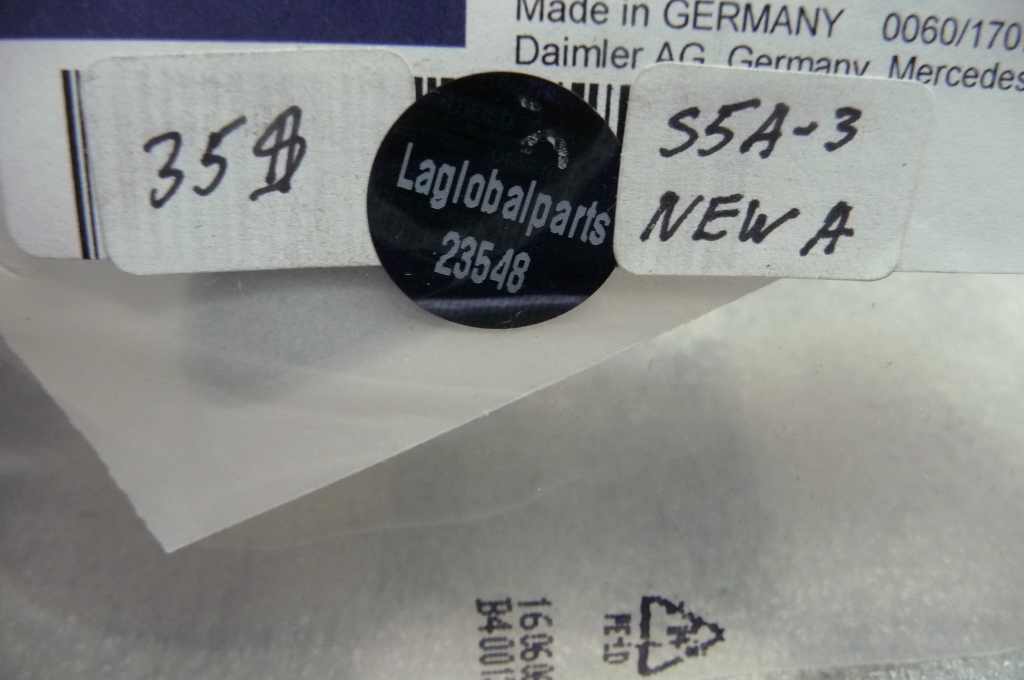 Made in GERMANY 0060/170
Daimler AG, Germany, Mercedes
35$
Laglobalparts
23548
S5A-3
NEW A
PE-LD